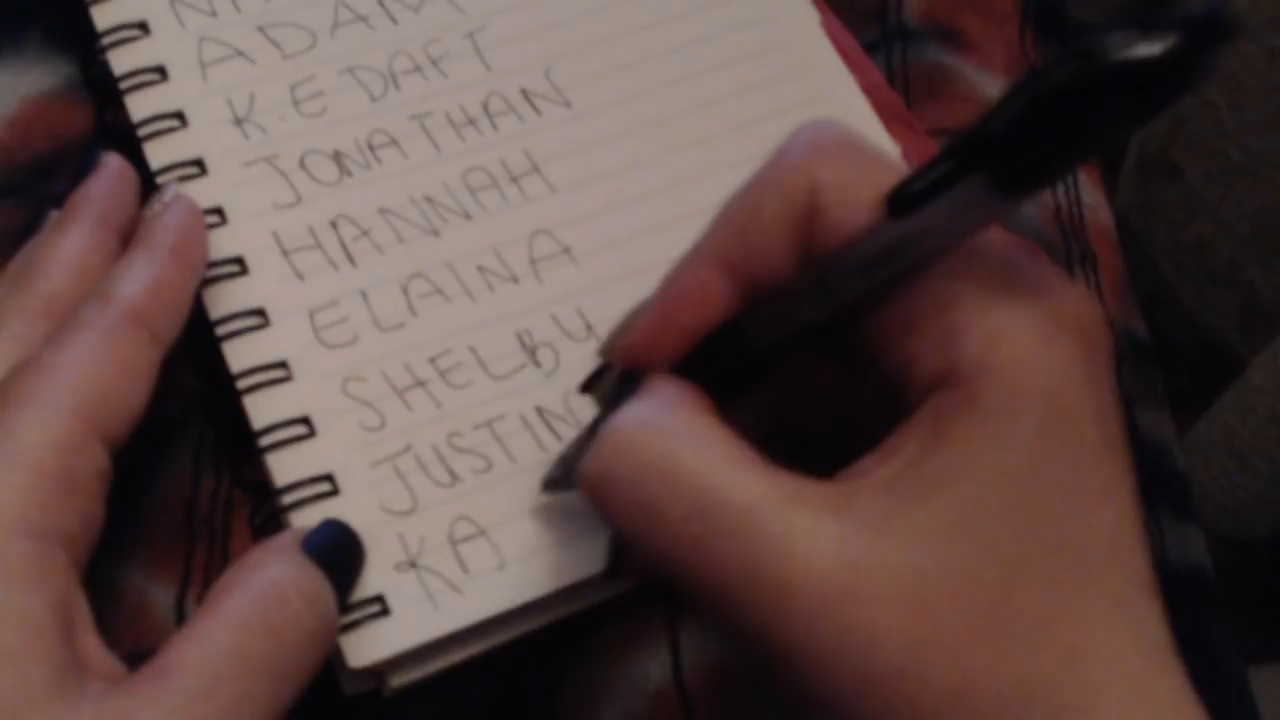 ADAM
K.E DAFT
JONATHAN
HANNAH
ELAINA
SHELBY
JUSTIN
KA